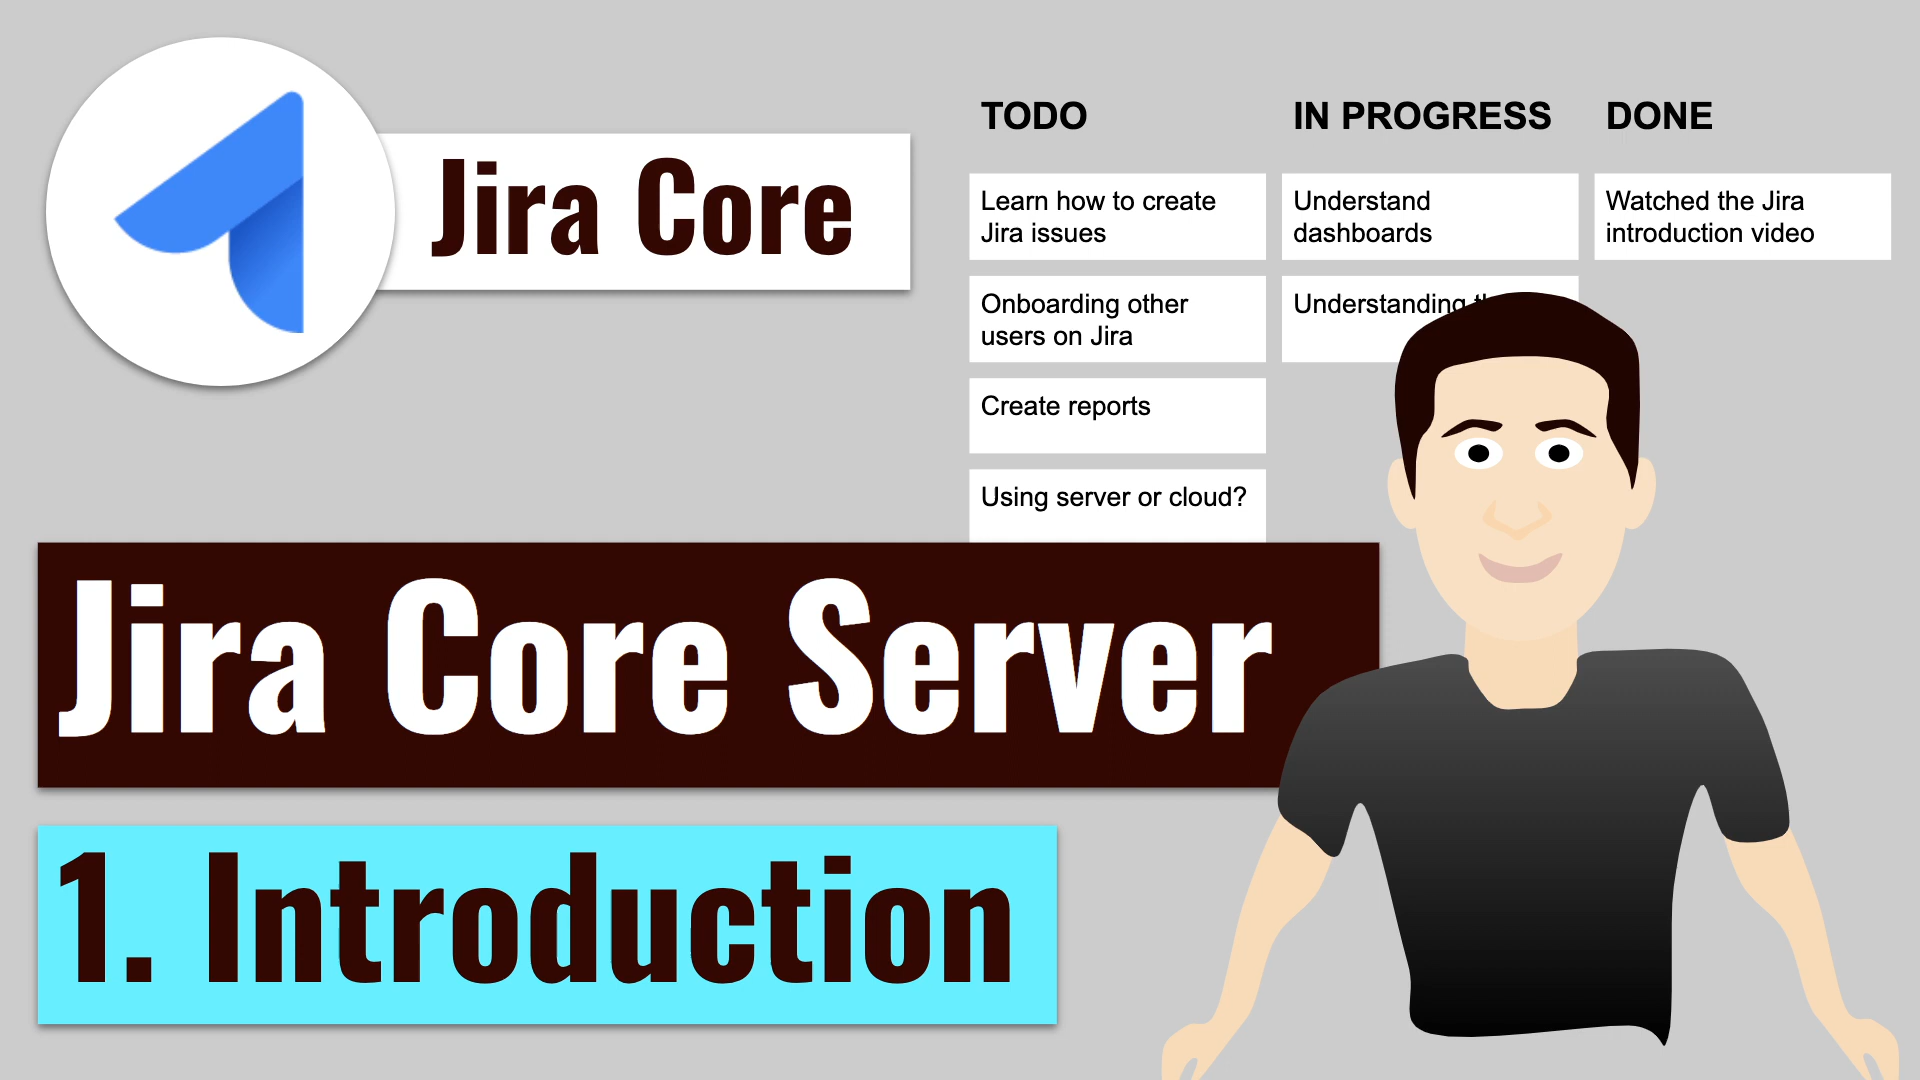 Jira Core
TODO
Learn how to create
Jira issues
Onboarding other
users on Jira
Create reports
Using server or cloud?
IN PROGRESS
Understand
dashboards
Understanding
DONE
Watched the Jira
introduction video
Jira Core Server
1. Introduction